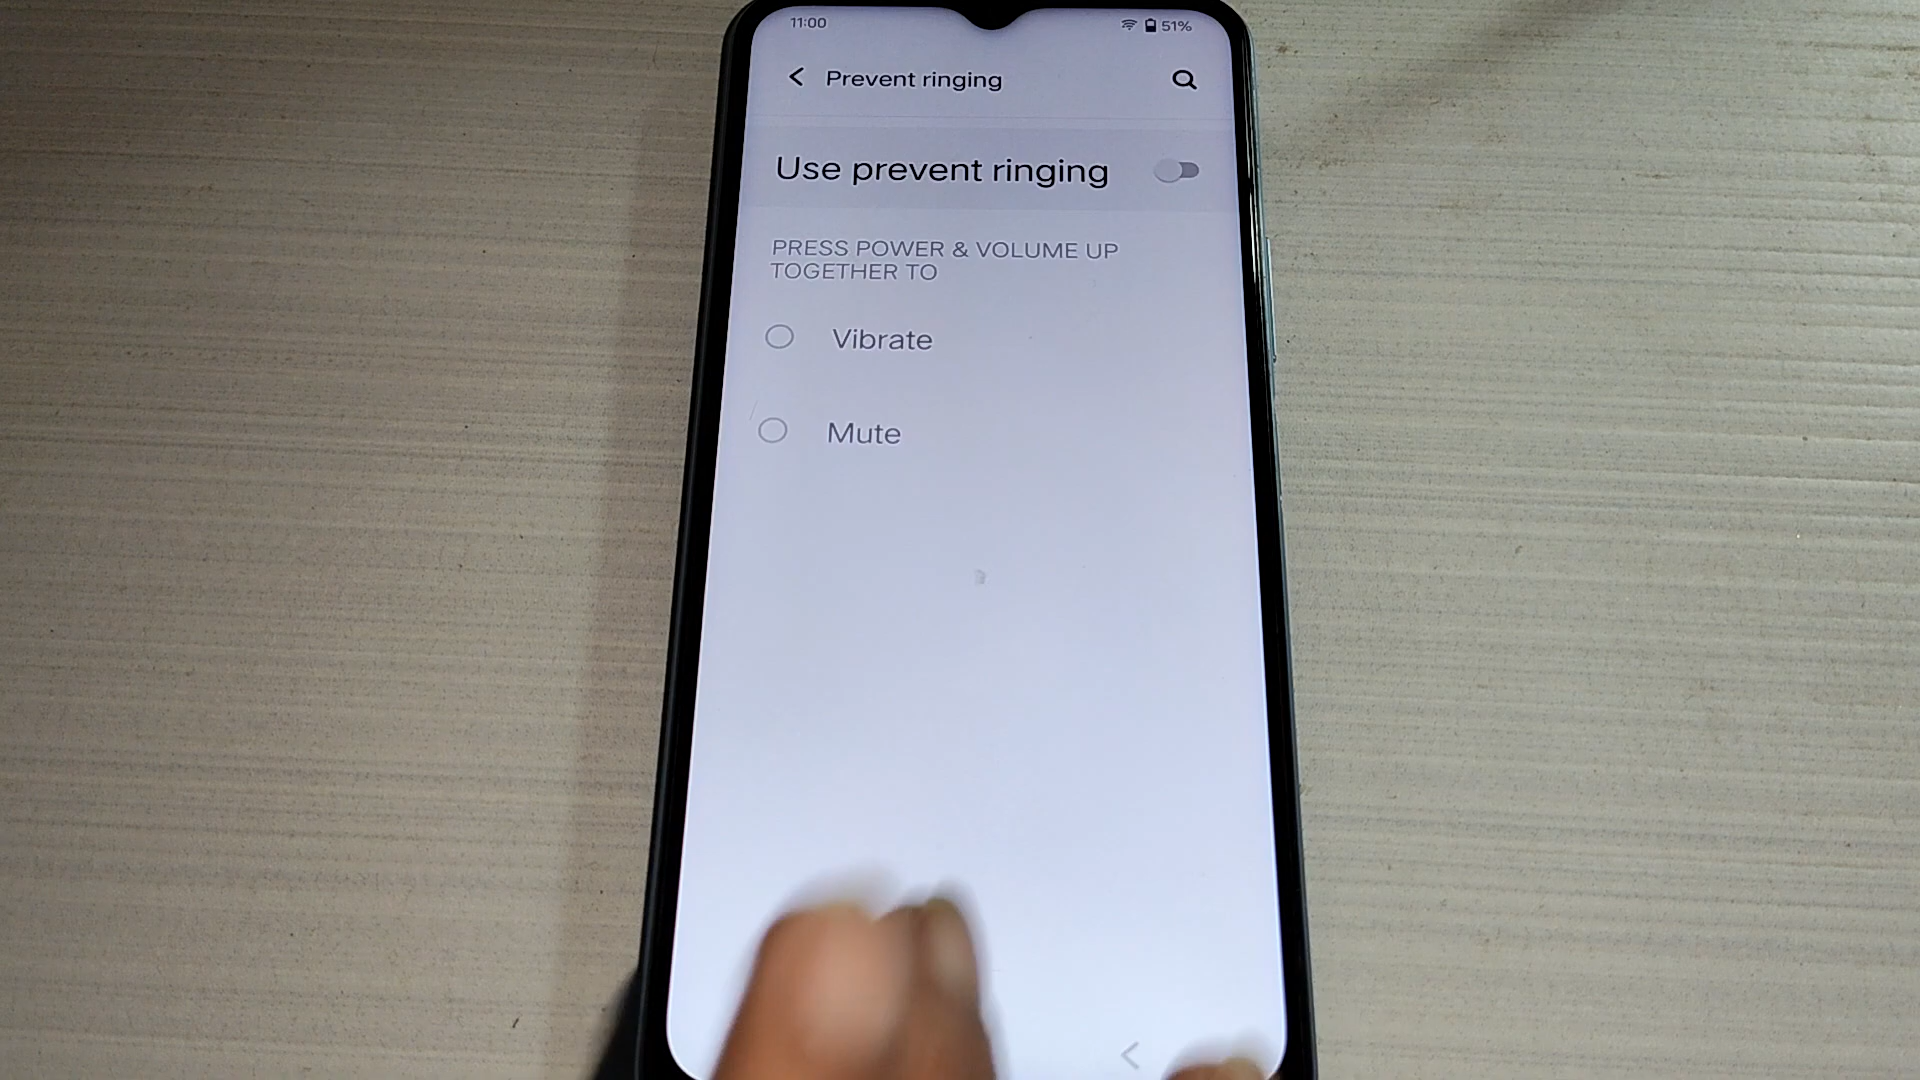 11:00
51%
Prevent ringing
Use prevent ringing
PRESS POWER & VOLUME UP
TOGETHER TO
Vibrate
Mute